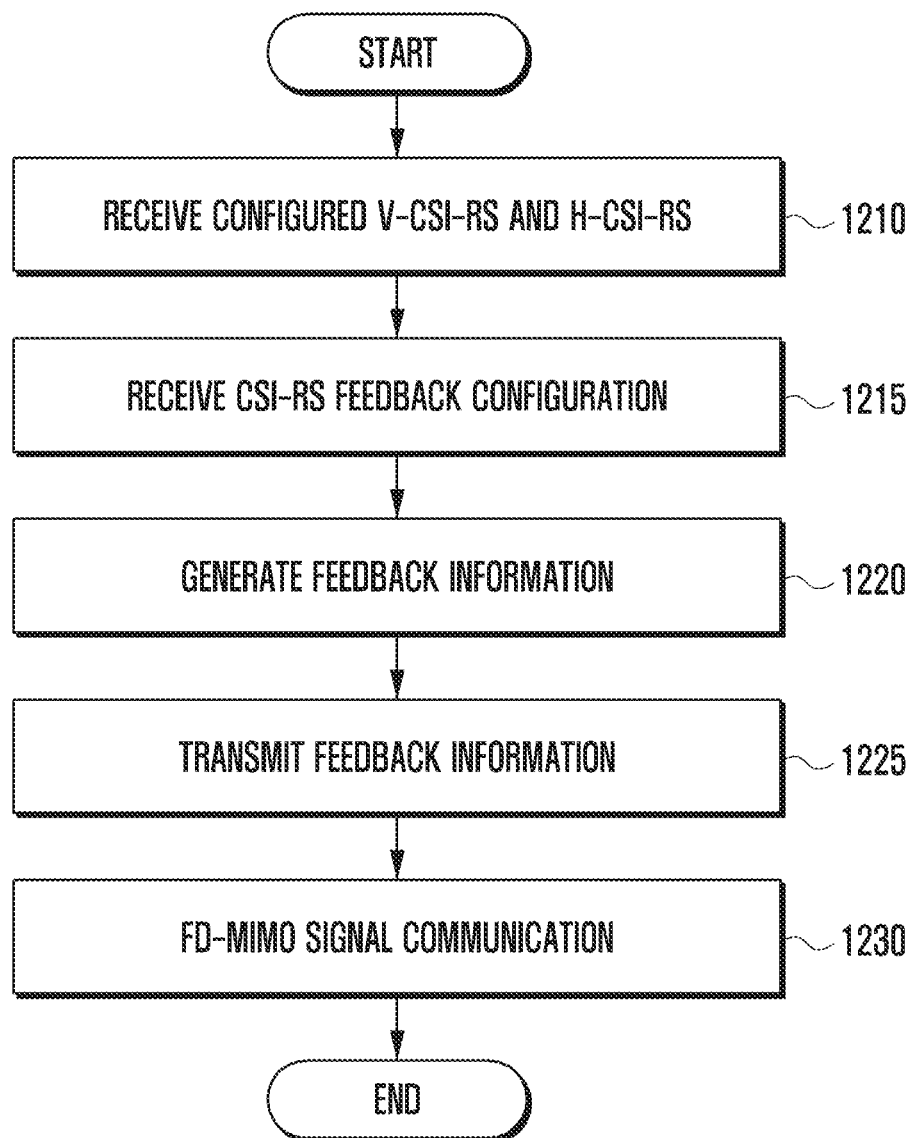 START
RECEIVE CONFIGURED V-CSI-RS AND H-CSI-RS
1210
RECEIVE CSI-RS FEEDBACK CONFIGURATION
1215
GENERATE FEEDBACK INFORMATION
1220
TRANSMIT FEEDBACK INFORMATION
1225
FD-MIMO SIGNAL COMMUNICATION
1230
END